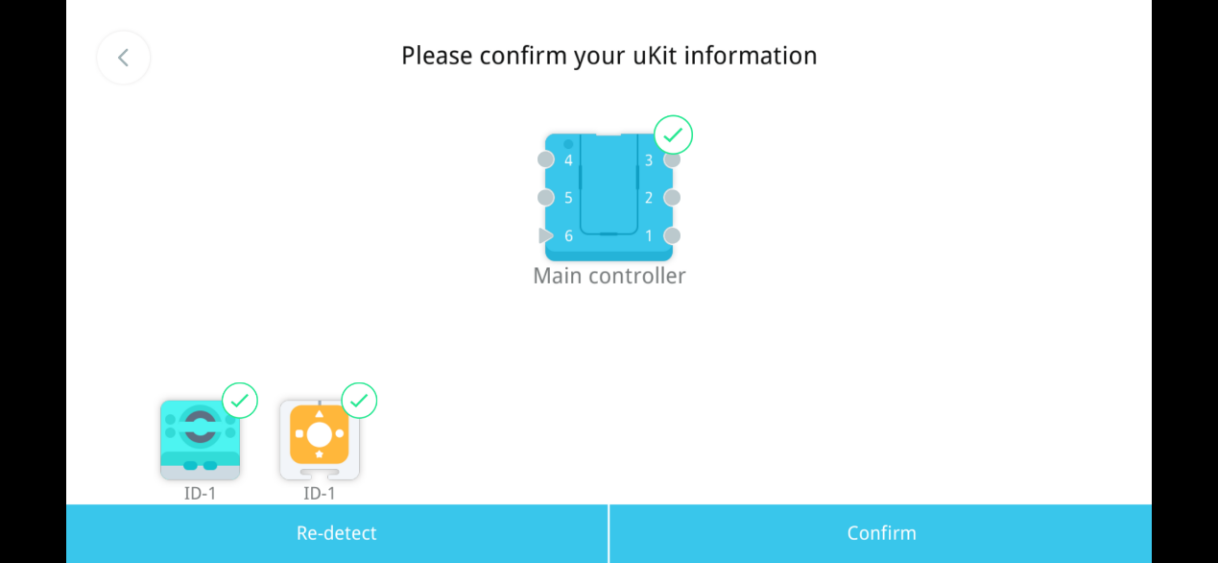 Please confirm your uKit information
4 3
5 2
6 1
Main controller
ID-1 ID-1
Re-detect Confirm